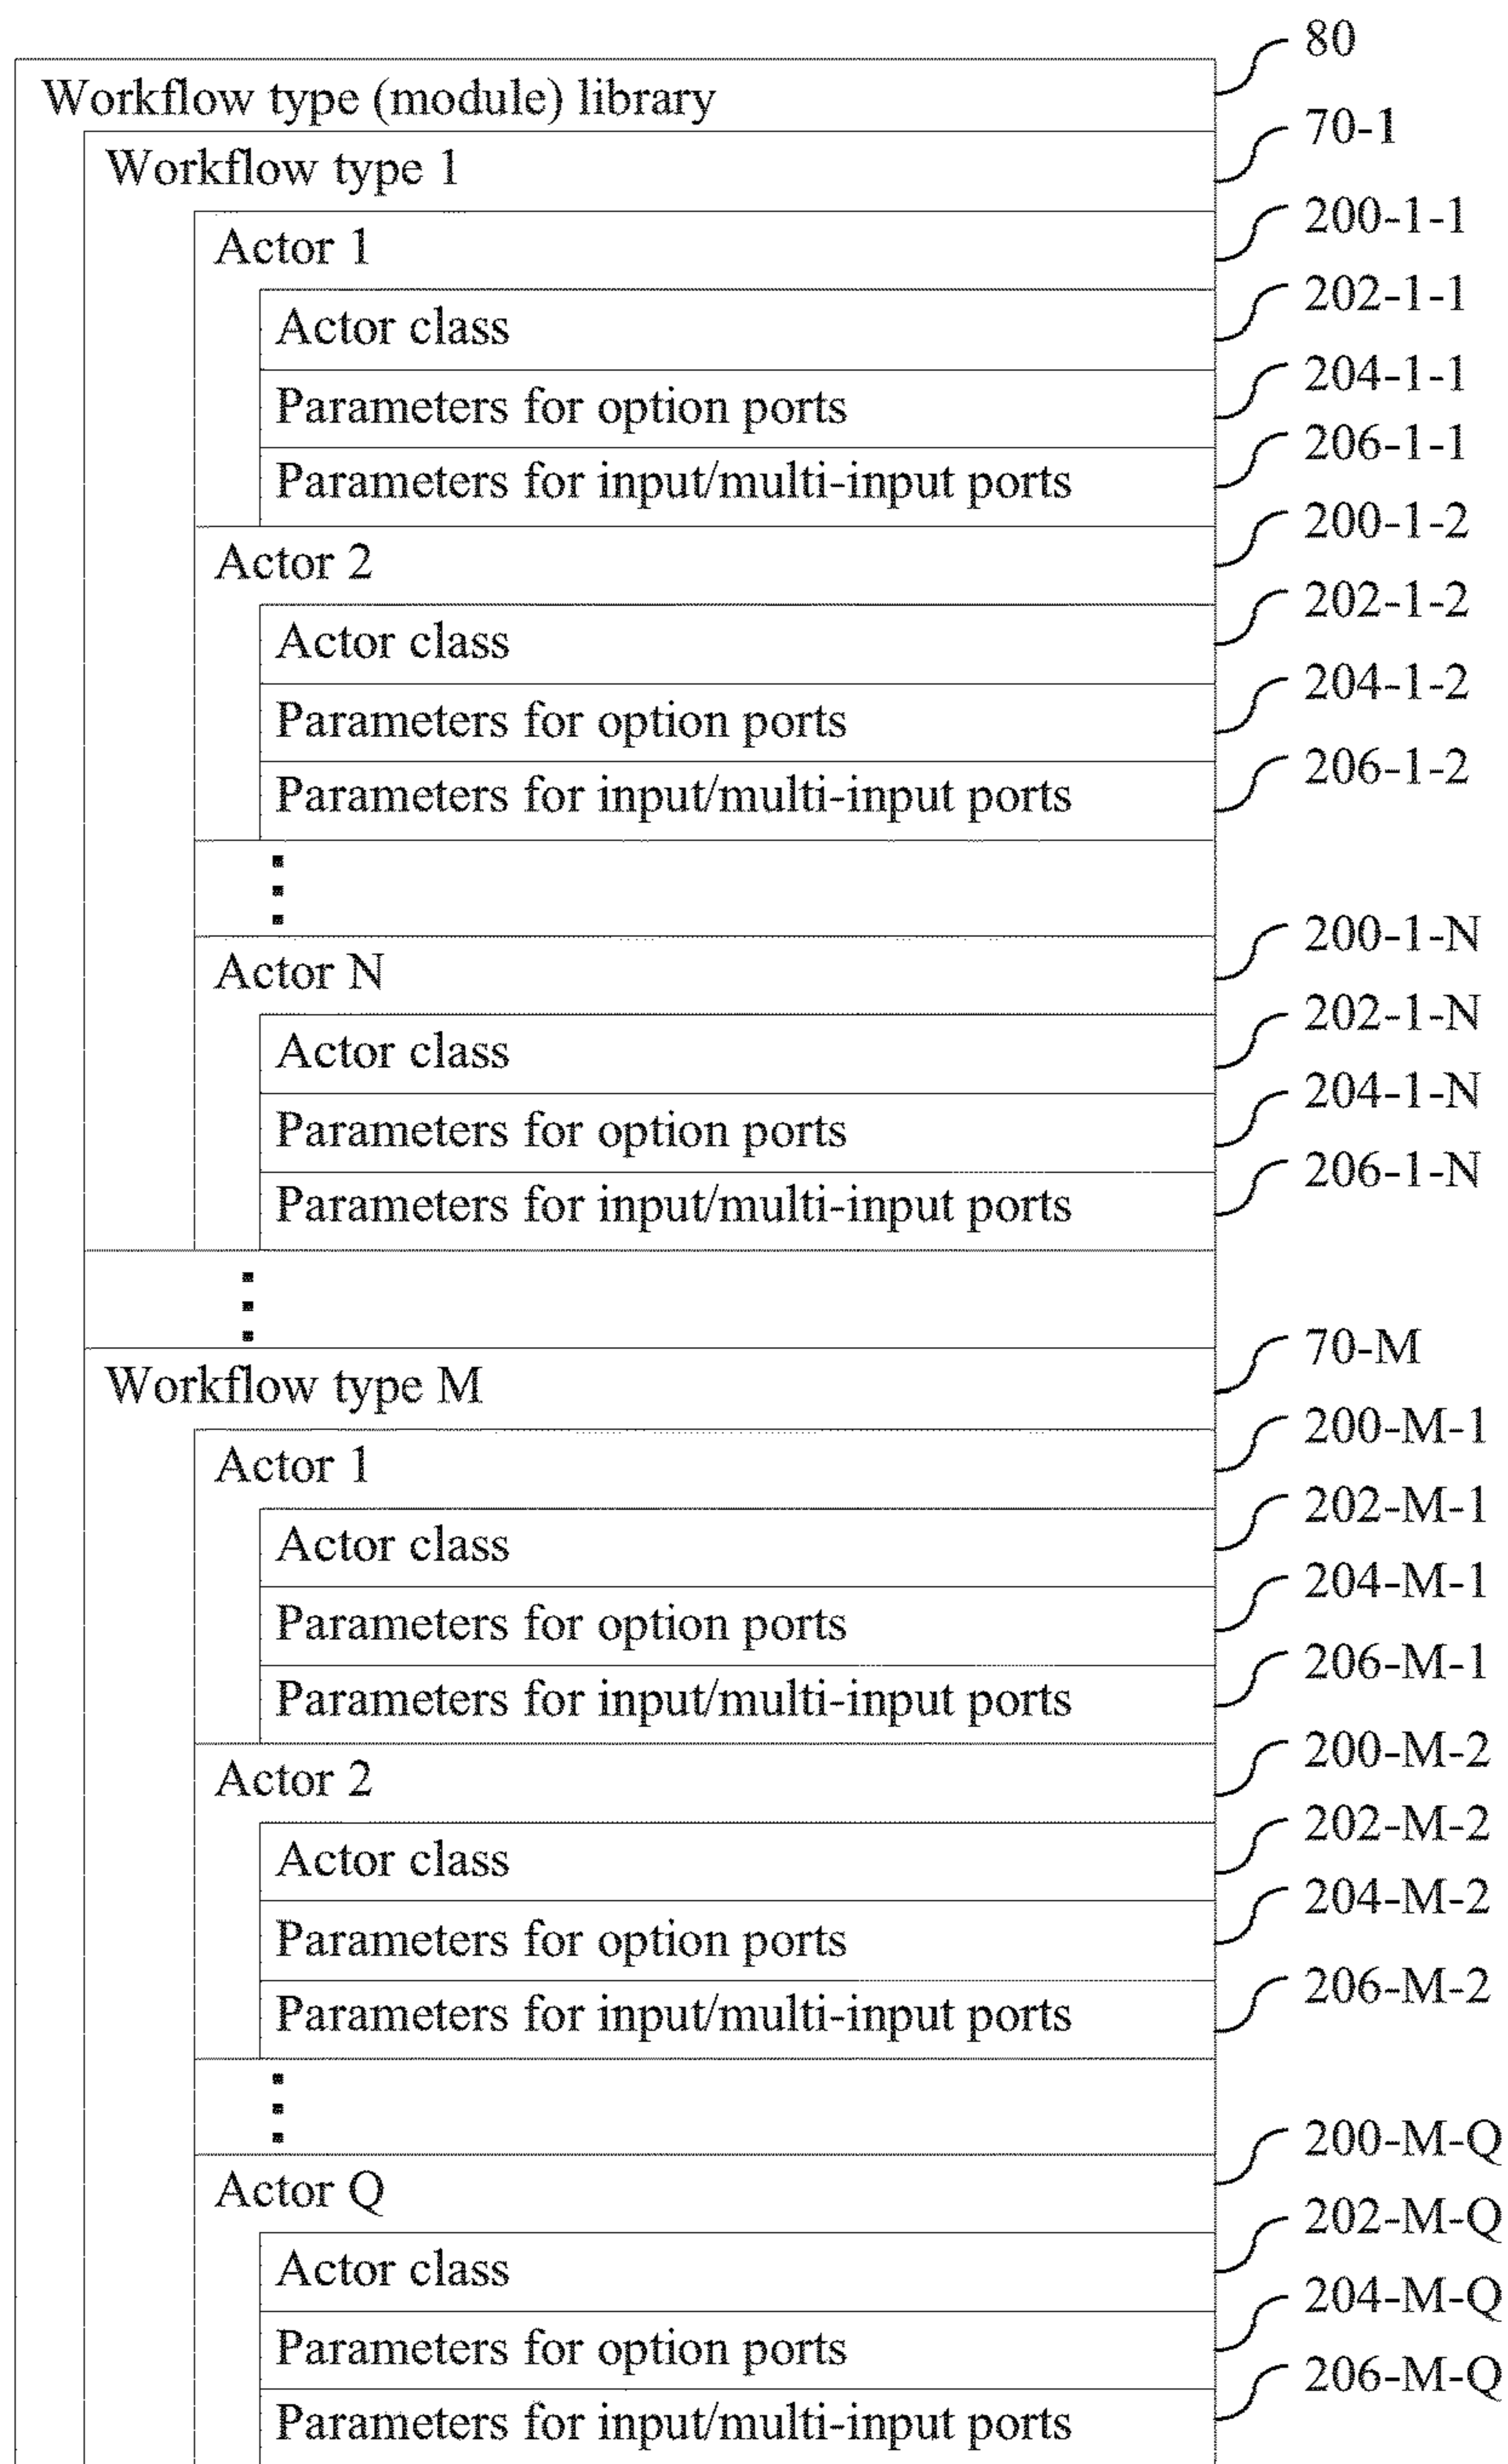 Workflow type (module) library 80
Workflow type 1 70-1
Actor 1 200-1-1
Actor class 202-1-1
Parameters for option ports 204-1-1
Parameters for input/multi-input ports 206-1-1
Actor 2 200-1-2
Actor class 202-1-2
Parameters for option ports 204-1-2
Parameters for input/multi-input ports 206-1-2
Actor N 200-1-N
Actor class 202-1-N
Parameters for option ports 204-1-N
Parameters for input/multi-input ports 206-1-N
Workflow type M 70-M
Actor 1 200-M-1
Actor class 202-M-1
Parameters for option ports 204-M-1
Parameters for input/multi-input ports 206-M-1
Actor 2 200-M-2
Actor class 202-M-2
Parameters for option ports 204-M-2
Parameters for input/multi-input ports 206-M-2
Actor Q 200-M-Q
Actor class 202-M-Q
Parameters for option ports 204-M-Q
Parameters for input/multi-input ports 206-M-Q